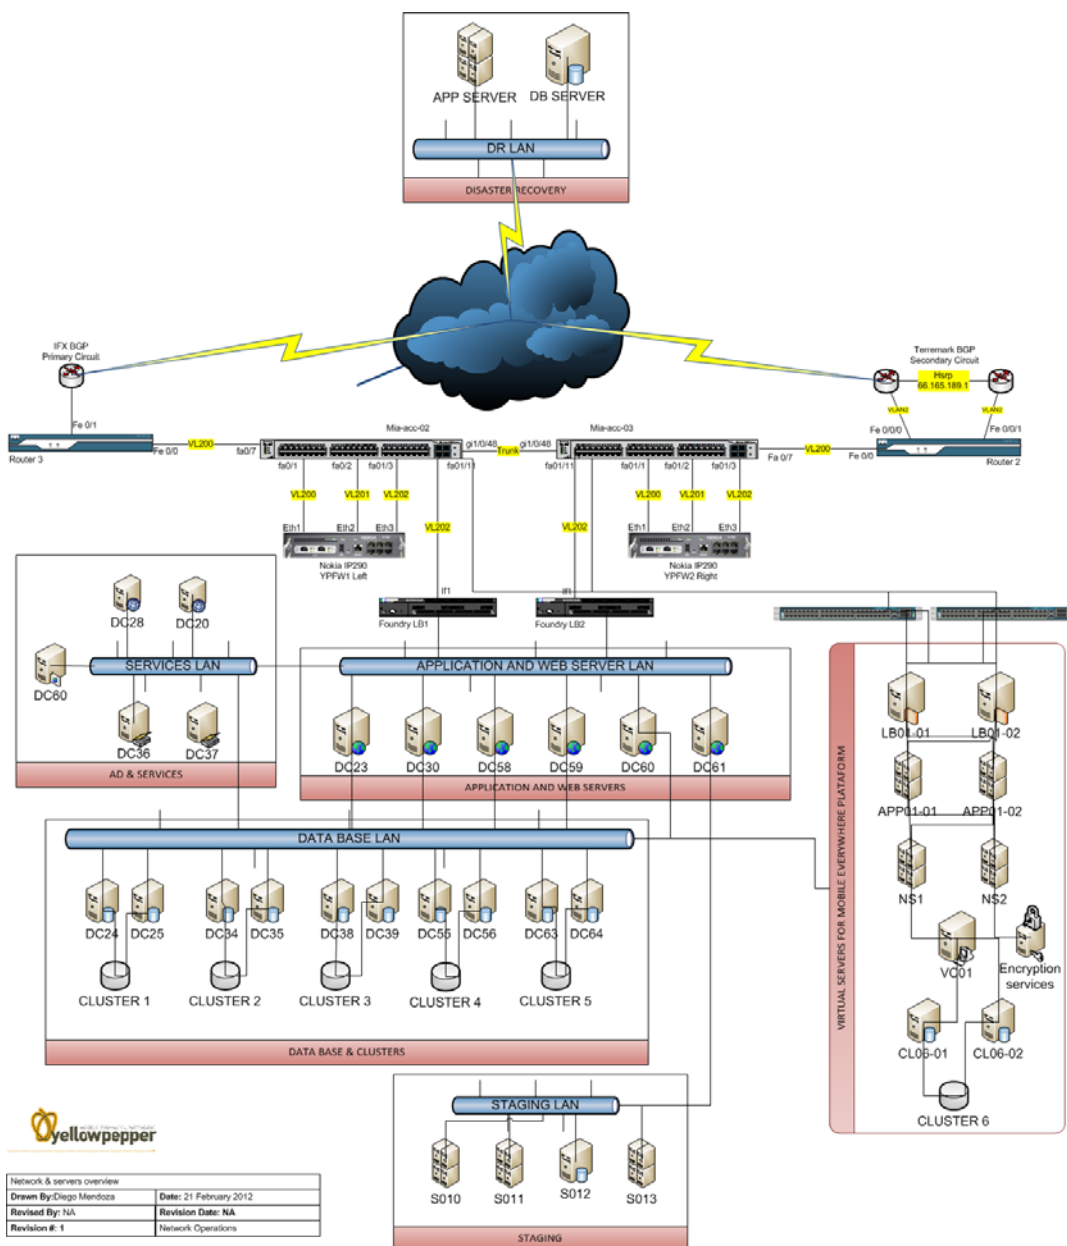 APP SERVER
DB SERVER
DR LAN
DISASTER RECOVERY
IFX BGP
Primary Circuit
Terremark BGP
Secondary Circuit
Hsrp
66.165.189.1
VLAN2
VLAN2
Fe 0/1
Fe 0/0/0
Fe 0/0/1
Router 3
Fe 0/0
VL200
fa0/7
Mia-acc-02
gi1/0/48
Trunk
gi1/0/48
Mia-acc-03
Fa 0/7
VL200
Fe 0/0
Router 2
fa0/1
fa0/2
fa01/3
fa01/11
fa01/11
fa01/1
fa01/2
fa01/3
VL200
VL201
VL202
VL202
VL202
VL200
VL201
VL202
Eth1
Eth2
Eth3
Eth1
Eth2
Eth3
NOKIA
NOKIA
Nokia IP290
YPFW1 Left
Nokia IP290
YPFW2 Right
If1
If1
Foundry LB1
Foundry LB2
DC28
DC20
SERVICES LAN
DC60
DC36
DC37
AD & SERVICES
APPLICATION AND WEB SERVER LAN
DC23
DC30
DC58
DC59
DC60
DC61
APPLICATION AND WEB SERVERS
DATA BASE LAN
DC24
DC25
DC34
DC35
DC38
DC39
DC55
DC56
DC63
DC64
CLUSTER 1
CLUSTER 2
CLUSTER 3
CLUSTER 4
CLUSTER 5
DATA BASE & CLUSTERS
VIRTUAL SERVERS FOR MOBILE EVERYWHERE PLATAFORM
LB01-01
LB01-02
APP01-01
APP01-02
NS1
NS2
VC01
Encryption
services
CL06-01
CL06-02
CLUSTER 6
STAGING LAN
S010
S011
S012
S013
STAGING
yellowpepper
Network & servers overview
Drawn By:Diego Mendoza
Date: 21 February 2012
Revised By: NA
Revision Date: NA
Revision #: 1
Network Operations